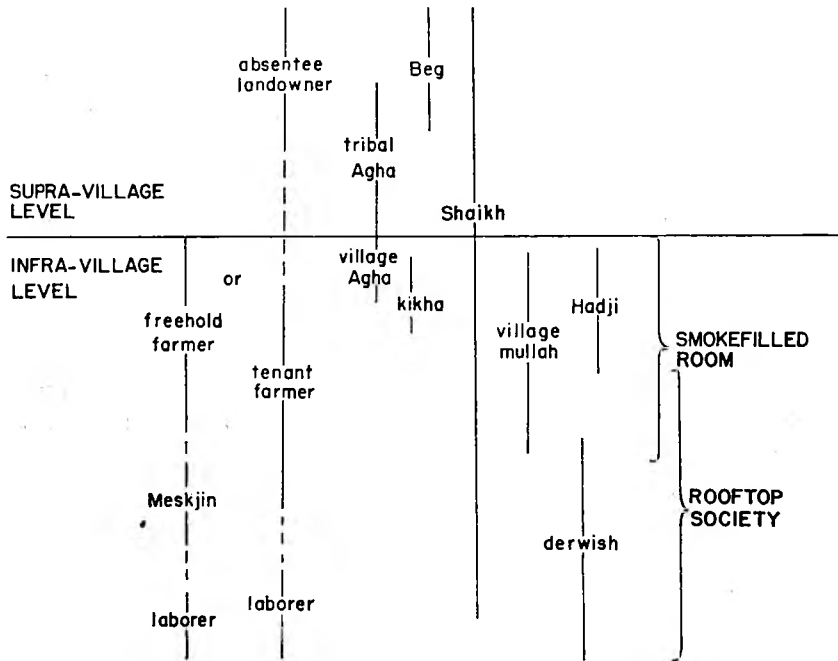 absentee
landowner
Beg
tribal
Agha
SUPRA-VILLAGE
LEVEL
Shaikh
INFRA-VILLAGE
LEVEL
or
village
Agha
kikha
freehold
farmer
village
mullah
Hadji
SMOKEFILLED
ROOM
tenant
farmer
Meskjin
ROOFTOP
SOCIETY
derwish
laborer
laborer